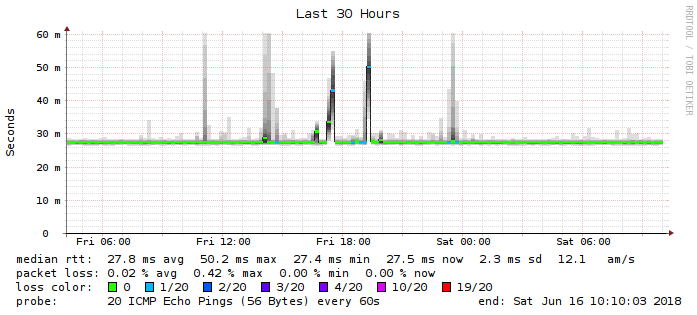 Last 30 Hours
RRDTOOL / TOBI OETIKER
Seconds
60 m
50 m
40 m
30 m
20 m
10 m
0
Fri 06:00 Fri 12:00 Fri 18:00 Sat 00:00 Sat 06:00
median rtt: 27.8 ms avg 50.2 ms max 27.4 ms min 27.5 ms now 2.3 ms sd 12.1 am/s
packet loss: 0.02 % avg 0.42 % max 0.00 % min 0.00 % now
loss color: 0 1/20 2/20 3/20 4/20 10/20 19/20
probe: 20 ICMP Echo Pings (56 Bytes) every 60s end: Sat Jun 16 10:10:03 2018